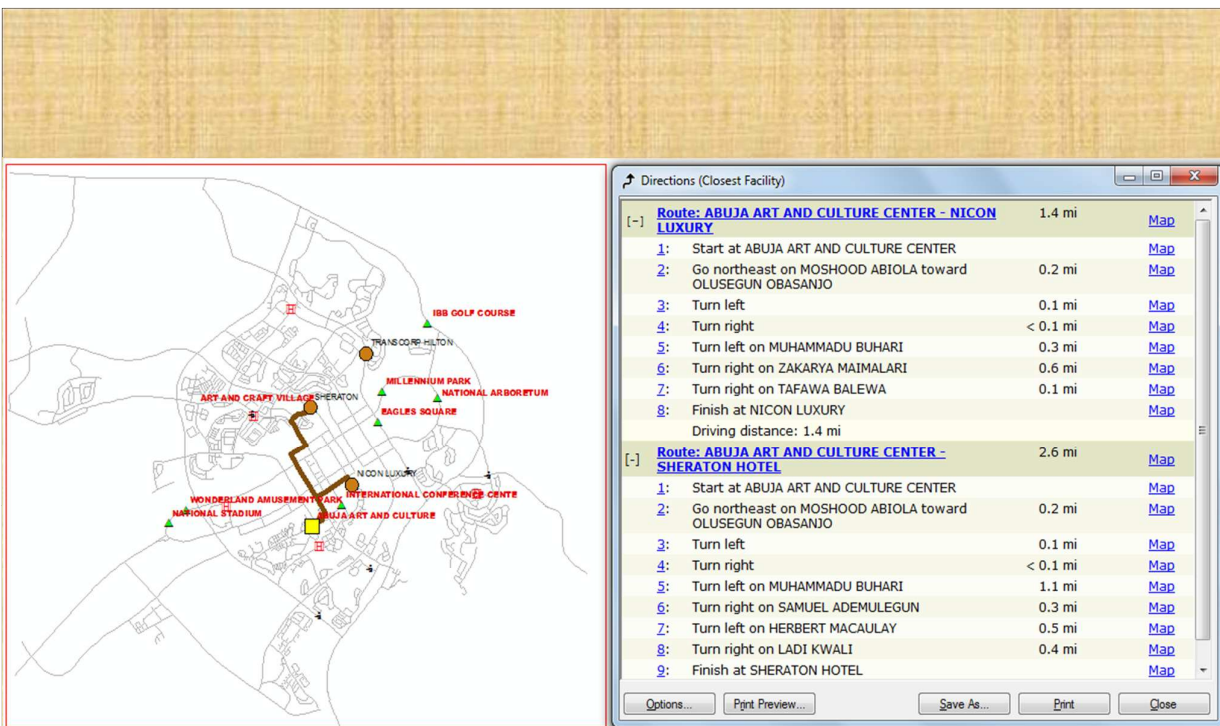 IBB GOLF COURSE
TRANSCORP HILTON
MILLENNIUM PARK
NATIONAL ARBORETUM
ART AND CRAFT VILLAGE
SHERATON
EAGLES SQUARE
NICON LUXURY
INTERNATIONAL CONFERENCE CENTE
WONDERLAND AMUSEMENT PARK
NATIONAL STADIUM
ABUJA ART AND CULTURE
Directions (Closest Facility)
[-] Route: ABUJA ART AND CULTURE CENTER - NICON 1.4 mi Map
LUXURY
1: Start at ABUJA ART AND CULTURE CENTER Map
2: Go northeast on MOSHOOD ABIOLA toward 0.2 mi Map
OLUSEGUN OBASANJO
3: Turn left 0.1 mi Map
4: Turn right < 0.1 mi Map
5: Turn left on MUHAMMADU BUHARI 0.3 mi Map
6: Turn right on ZAKARYA MAIMALARI 0.6 mi Map
7: Turn right on TAFAWA BALEWA 0.1 mi Map
8: Finish at NICON LUXURY Map
Driving distance: 1.4 mi
[-] Route: ABUJA ART AND CULTURE CENTER - 2.6 mi Map
SHERATON HOTEL
1: Start at ABUJA ART AND CULTURE CENTER Map
2: Go northeast on MOSHOOD ABIOLA toward 0.2 mi Map
OLUSEGUN OBASANJO
3: Turn left 0.1 mi Map
4: Turn right < 0.1 mi Map
5: Turn left on MUHAMMADU BUHARI 1.1 mi Map
6: Turn right on SAMUEL ADEMULEGUN 0.3 mi Map
7: Turn left on HERBERT MACAULAY 0.5 mi Map
8: Turn right on LADI KWALI 0.4 mi Map
9: Finish at SHERATON HOTEL Map
Options... Print Preview... Save As... Print Close